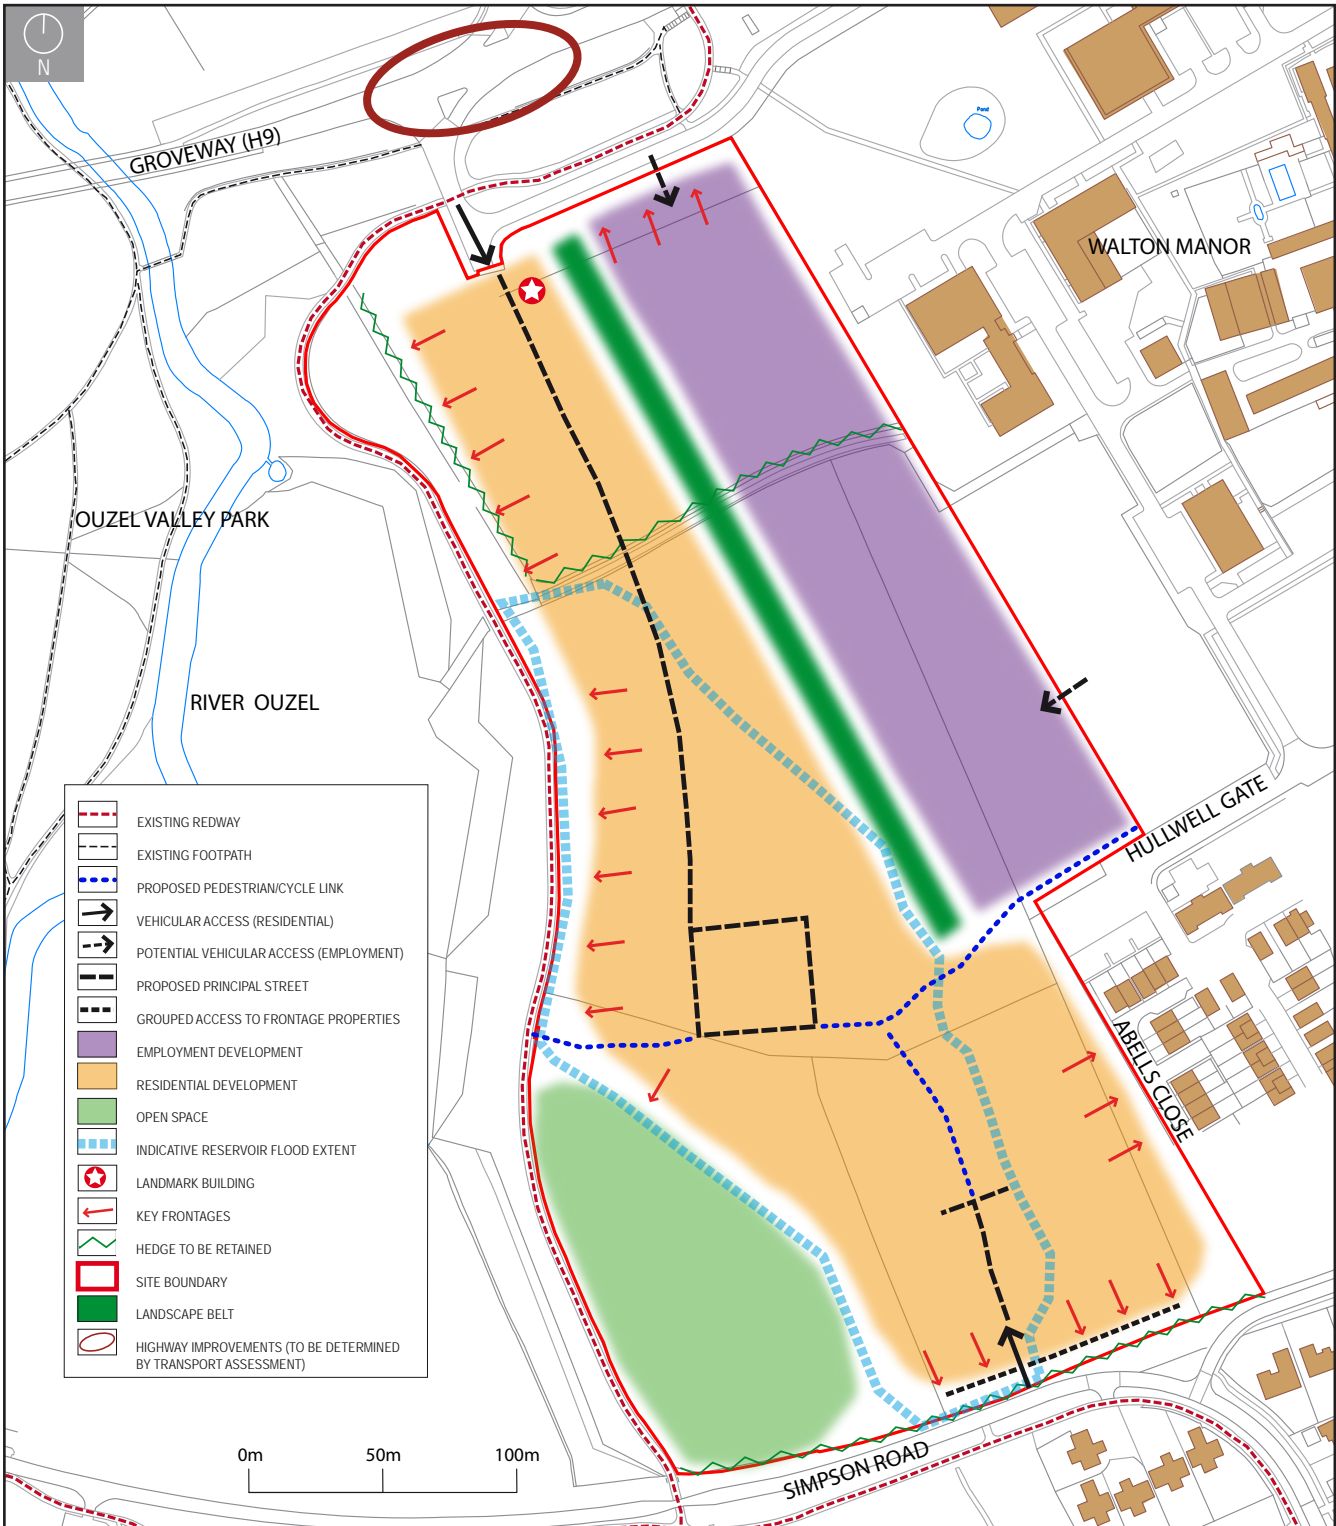 N
GROVEWAY (H9)
Pond
WALTON MANOR
OUZEL VALLEY PARK
RIVER OUZEL
HULLWELL GATE
ABELLS CLOSE
SIMPSON ROAD
EXISTING REDWAY
EXISTING FOOTPATH
PROPOSED PEDESTRIAN/CYCLE LINK
VEHICULAR ACCESS (RESIDENTIAL)
POTENTIAL VEHICULAR ACCESS (EMPLOYMENT)
PROPOSED PRINCIPAL STREET
GROUPED ACCESS TO FRONTAGE PROPERTIES
EMPLOYMENT DEVELOPMENT
RESIDENTIAL DEVELOPMENT
OPEN SPACE
INDICATIVE RESERVOIR FLOOD EXTENT
LANDMARK BUILDING
KEY FRONTAGES
HEDGE TO BE RETAINED
SITE BOUNDARY
LANDSCAPE BELT
HIGHWAY IMPROVEMENTS (TO BE DETERMINED
BY TRANSPORT ASSESSMENT)
0m 50m 100m